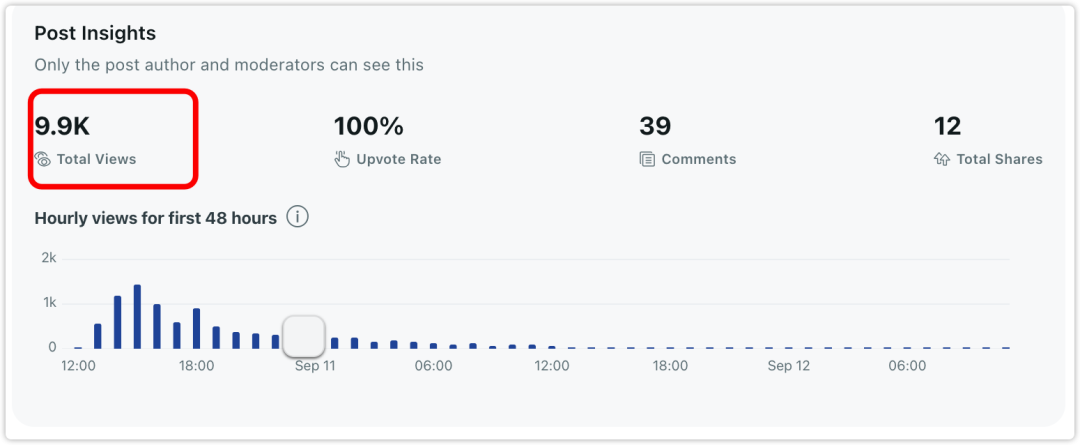 Post Insights
Only the post author and moderators can see this
9.9K 100% 39 12
Total Views Upvote Rate Comments Total Shares
Hourly views for first 48 hours
2k
1k
0
12:00 18:00 Sep 11 06:00 12:00 18:00 Sep 12 06:00